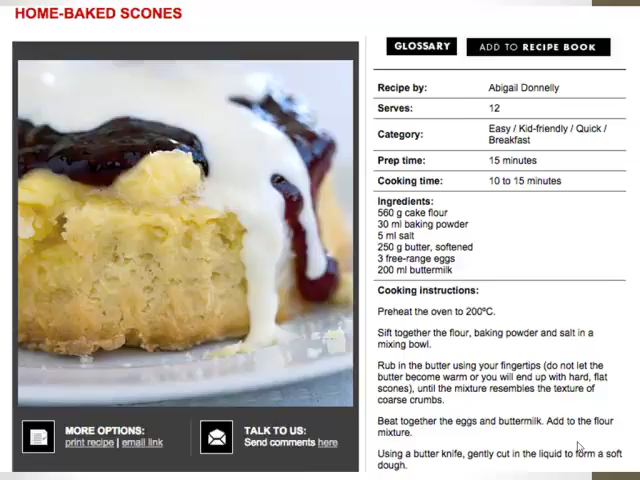 HOME-BAKED SCONES
GLOSSARY
ADD TO RECIPE BOOK
Recipe by: Abigail Donnelly
Serves: 12
Category: Easy / Kid-friendly / Quick /
Breakfast
Prep time: 15 minutes
Cooking time: 10 to 15 minutes
Ingredients:
560 g cake flour
30 ml baking powder
5 ml salt
250 g butter, softened
3 free-range eggs
200 ml buttermilk
Cooking instructions:
Preheat the oven to 200ºC.
Sift together the flour, baking powder and salt in a
mixing bowl.
Rub in the butter using your fingertips (do not let the
butter become warm or you will end up with hard, flat
scones), until the mixture resembles the texture of
coarse crumbs.
Beat together the eggs and buttermilk. Add to the flour
mixture.
Using a butter knife, gently cut in the liquid to form a soft
dough.
MORE OPTIONS:
print recipe | email link
TALK TO US:
Send comments here